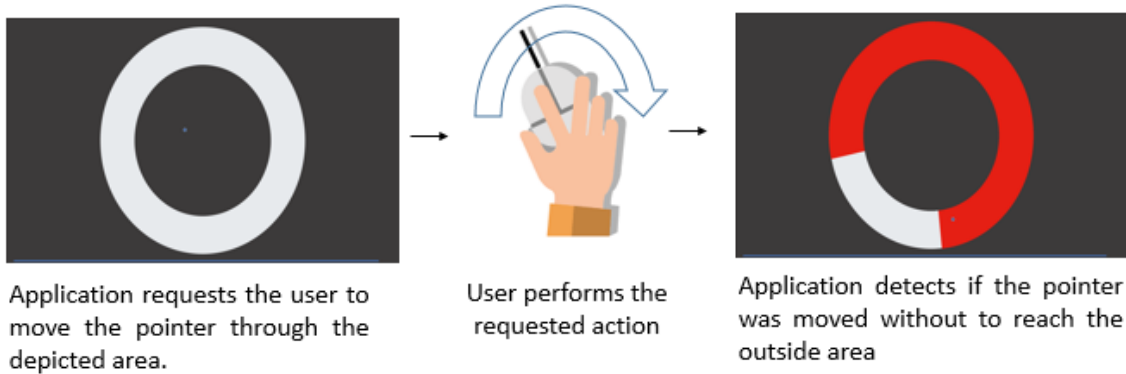 Application requests the user to
move the pointer through the
depicted area.
User performs the
requested action
Application detects if the pointer
was moved without to reach the
outside area